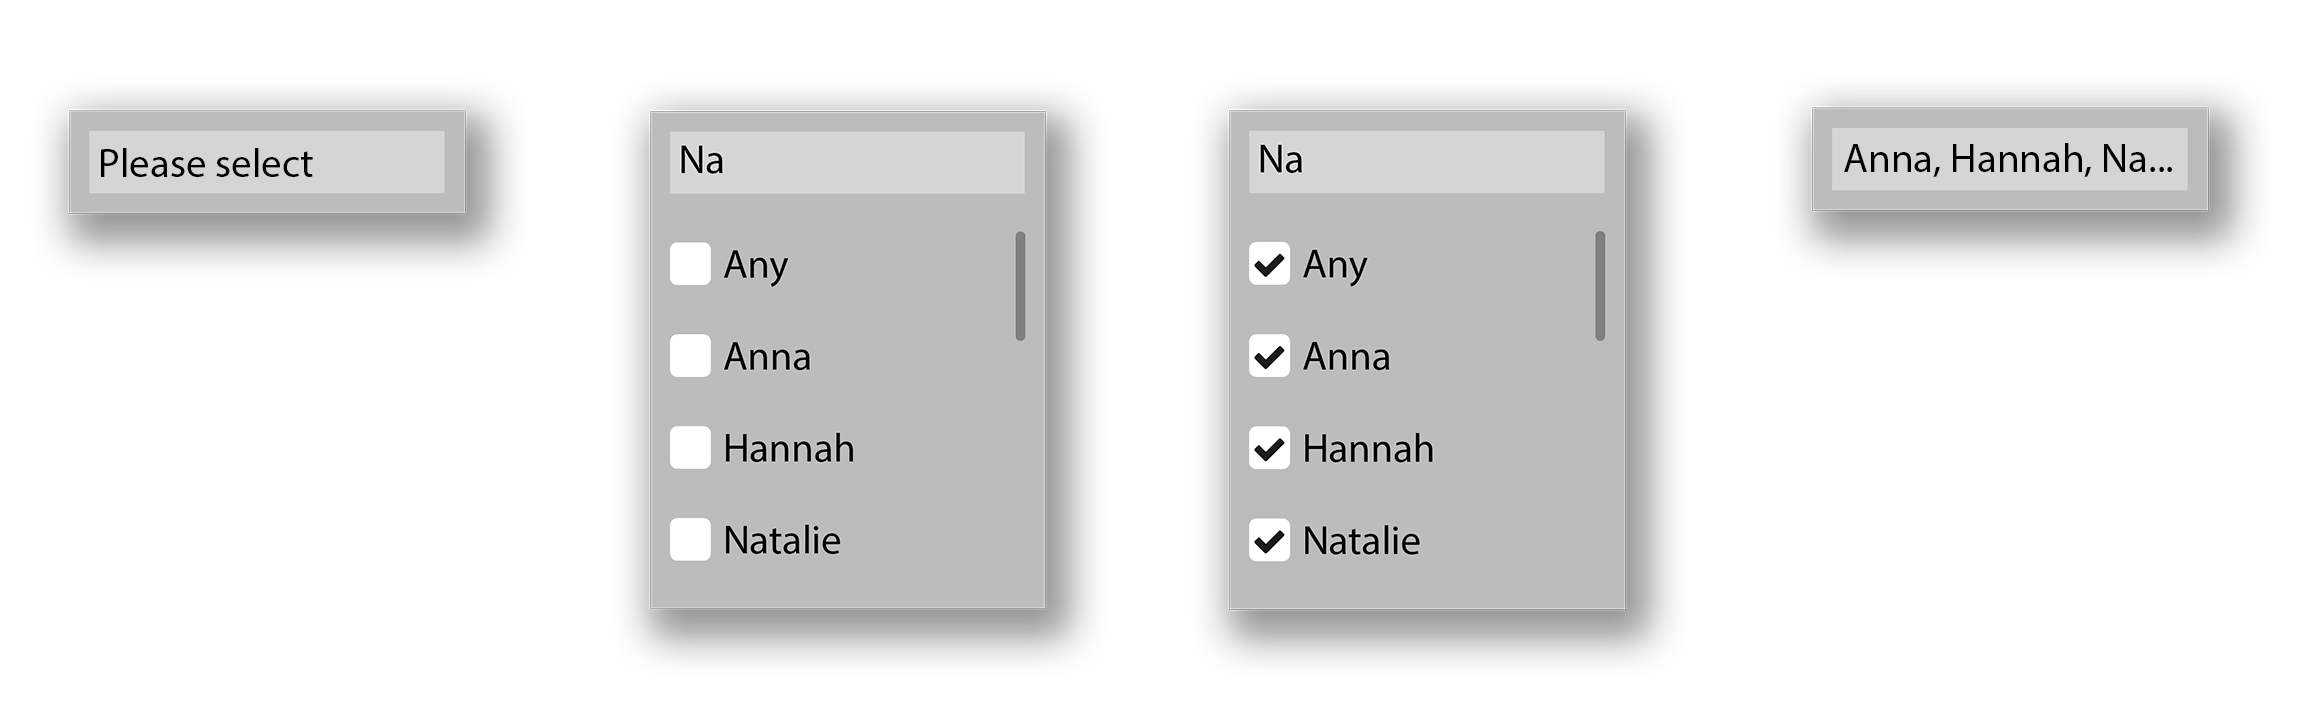 Please select
Na
Any
Anna
Hannah
Natalie
Na
Any
Anna
Hannah
Natalie
Anna, Hannah, Na...